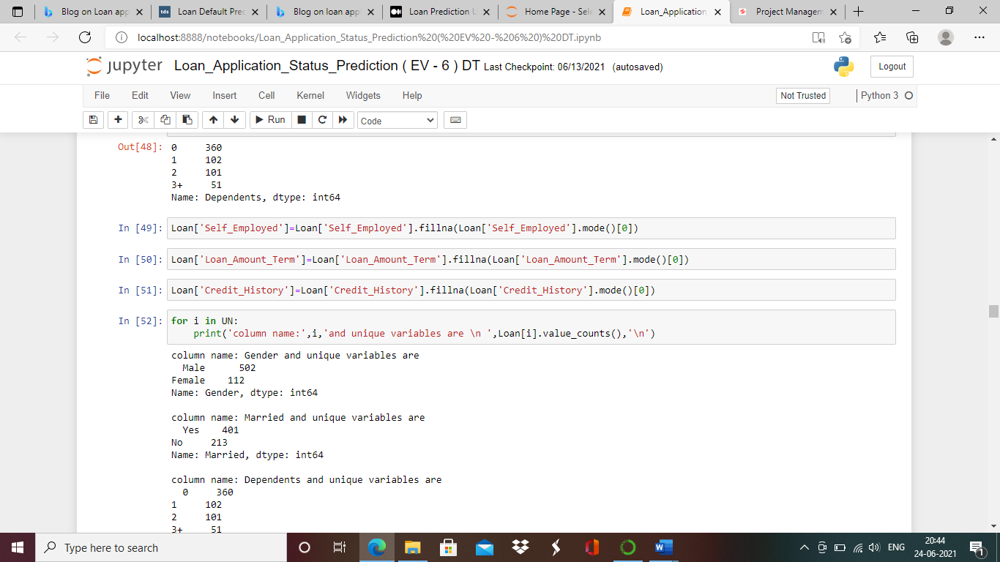 Blog on Loan app
Loan Default Pred
Blog on loan app
Loan Prediction U
Home Page - Sele
Loan_Application
Project Managem
localhost:8888/notebooks/Loan_Application_Status_Prediction%20(%20EV%20-%206%20)%20DT.ipynb
jupyter Loan_Application_Status_Prediction ( EV - 6 ) DT Last Checkpoint: 06/13/2021 (autosaved)
Logout
File Edit View Insert Cell Kernel Widgets Help
Not Trusted
Python 3
Run
Code
Out[48]: 0 360
1 102
2 101
3+ 51
Name: Dependents, dtype: int64
In [49]: Loan['Self_Employed']=Loan['Self_Employed'].fillna(Loan['Self_Employed'].mode()[0])
In [50]: Loan['Loan_Amount_Term']=Loan['Loan_Amount_Term'].fillna(Loan['Loan_Amount_Term'].mode()[0])
In [51]: Loan['Credit_History']=Loan['Credit_History'].fillna(Loan['Credit_History'].mode()[0])
In [52]: for i in UN:
print('column name:',i,'and unique variables are \n ',Loan[i].value_counts(),'\n')
column name: Gender and unique variables are
Male 502
Female 112
Name: Gender, dtype: int64
column name: Married and unique variables are
Yes 401
No 213
Name: Married, dtype: int64
column name: Dependents and unique variables are
0 360
1 102
2 101
3+ 51
Type here to search
ENG
20:44
24-06-2021
1